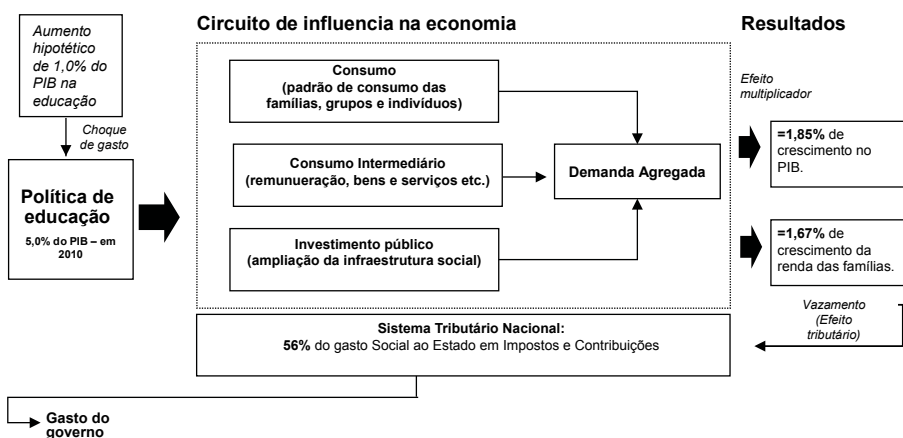 Circuito de influencia na economia
Resultados
Aumento
hipotético
de 1,0% do
PIB na
educação
Choque
de gasto
Política de
educação
5,0% do PIB – em
2010
Consumo
(padrão de consumo das
famílias, grupos e indivíduos)
Consumo Intermediário
(remunueração, bens e serviços etc.)
Investimento público
(ampliação da infraestrutura social)
Demanda Agregada
Efeito
multiplicador
=1,85% de
crescimento no
PIB.
=1,67% de
crescimento da
renda das famílias.
Vazamento
(Efeito
tributário)
Sistema Tributário Nacional:
56% do gasto Social ao Estado em Impostos e Contribuições
Gasto do
governo